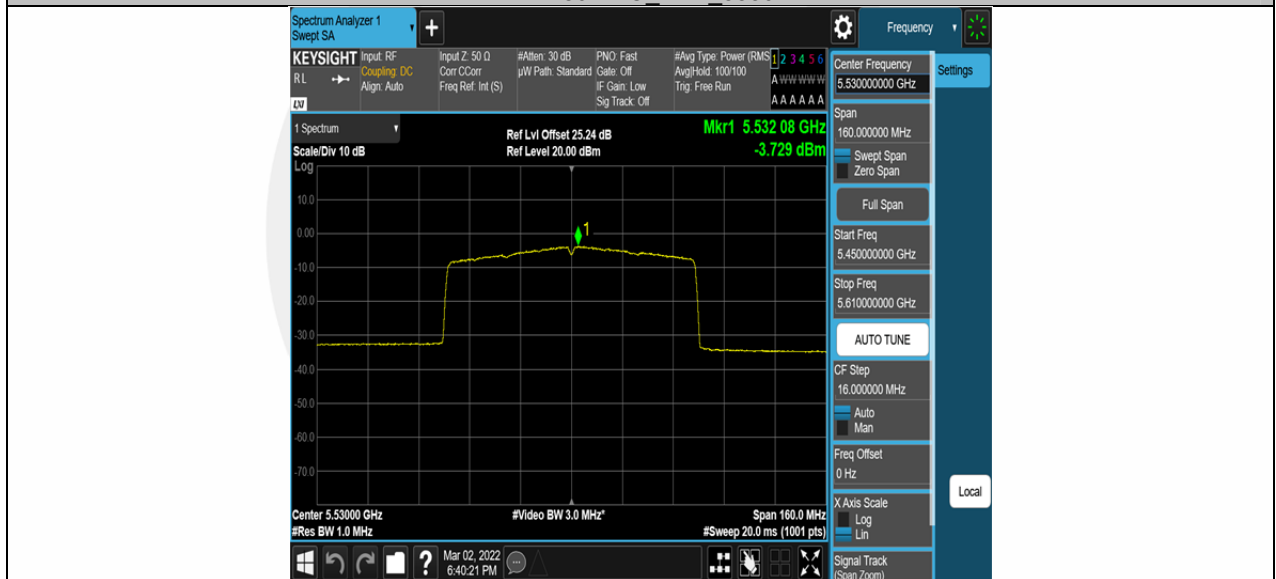 Spectrum Analyzer 1
Swept SA
+
Frequency
KEYSIGHT
RL
LXI
Input: RF
Coupling: DC
Align: Auto
Input Z: 50 Ω
Corr CCorr
Freq Ref: Int (S)
#Atten: 30 dB
µW Path: Standard
PNO: Fast
Gate: Off
IF Gain: Low
Sig Track: Off
#Avg Type: Power (RMS
Avg|Hold: 100/100
Trig: Free Run
1 2 3 4 5 6
A W W W W W
A A A A A A
1 Spectrum
Scale/Div 10 dB
Log
Ref Lvl Offset 25.24 dB
Ref Level 20.00 dBm
Mkr1 5.532 08 GHz
-3.729 dBm
1
10.0
0.00
-10.0
-20.0
-30.0
-40.0
-50.0
-60.0
-70.0
Center 5.53000 GHz
#Res BW 1.0 MHz
#Video BW 3.0 MHz*
Span 160.0 MHz
#Sweep 20.0 ms (1001 pts)
?
Mar 02, 2022
6:40:21 PM
Center Frequency
5.530000000 GHz
Settings
Span
160.000000 MHz
Swept Span
Zero Span
Full Span
Start Freq
5.450000000 GHz
Stop Freq
5.610000000 GHz
AUTO TUNE
CF Step
16.000000 MHz
Auto
Man
Freq Offset
0 Hz
Local
X Axis Scale
Log
Lin
Signal Track
(Span Zoom)